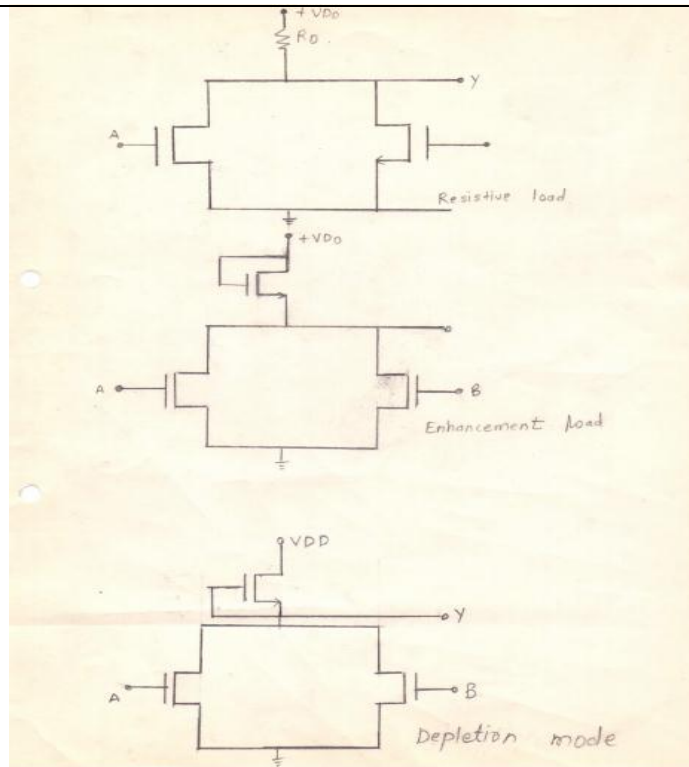 + VDD
RD
Y
A
Resistive load
+ VDD
A
B
Enhancement load
VDD
Y
A
B
Depletion mode